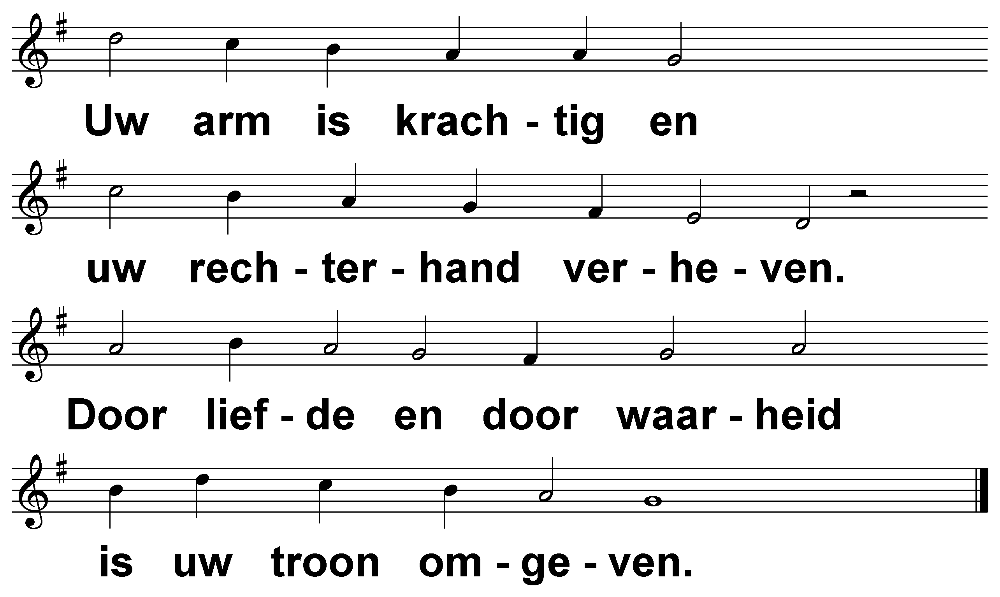 Uw arm is krach - tig en
uw rech - ter - hand ver - he - ven.
Door lief - de en door waar - heid
is uw troon om - ge - ven.